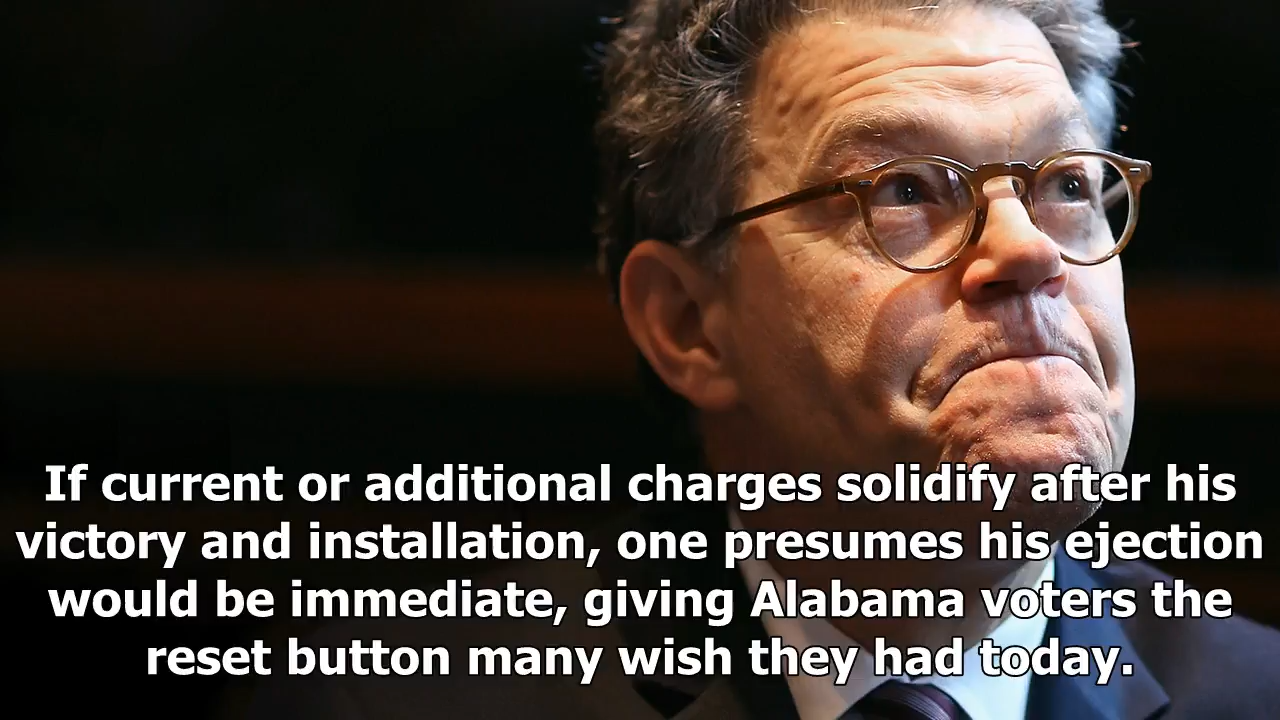 If current or additional charges solidify after his
victory and installation, one presumes his ejection
would be immediate, giving Alabama voters the
reset button many wish they had today.